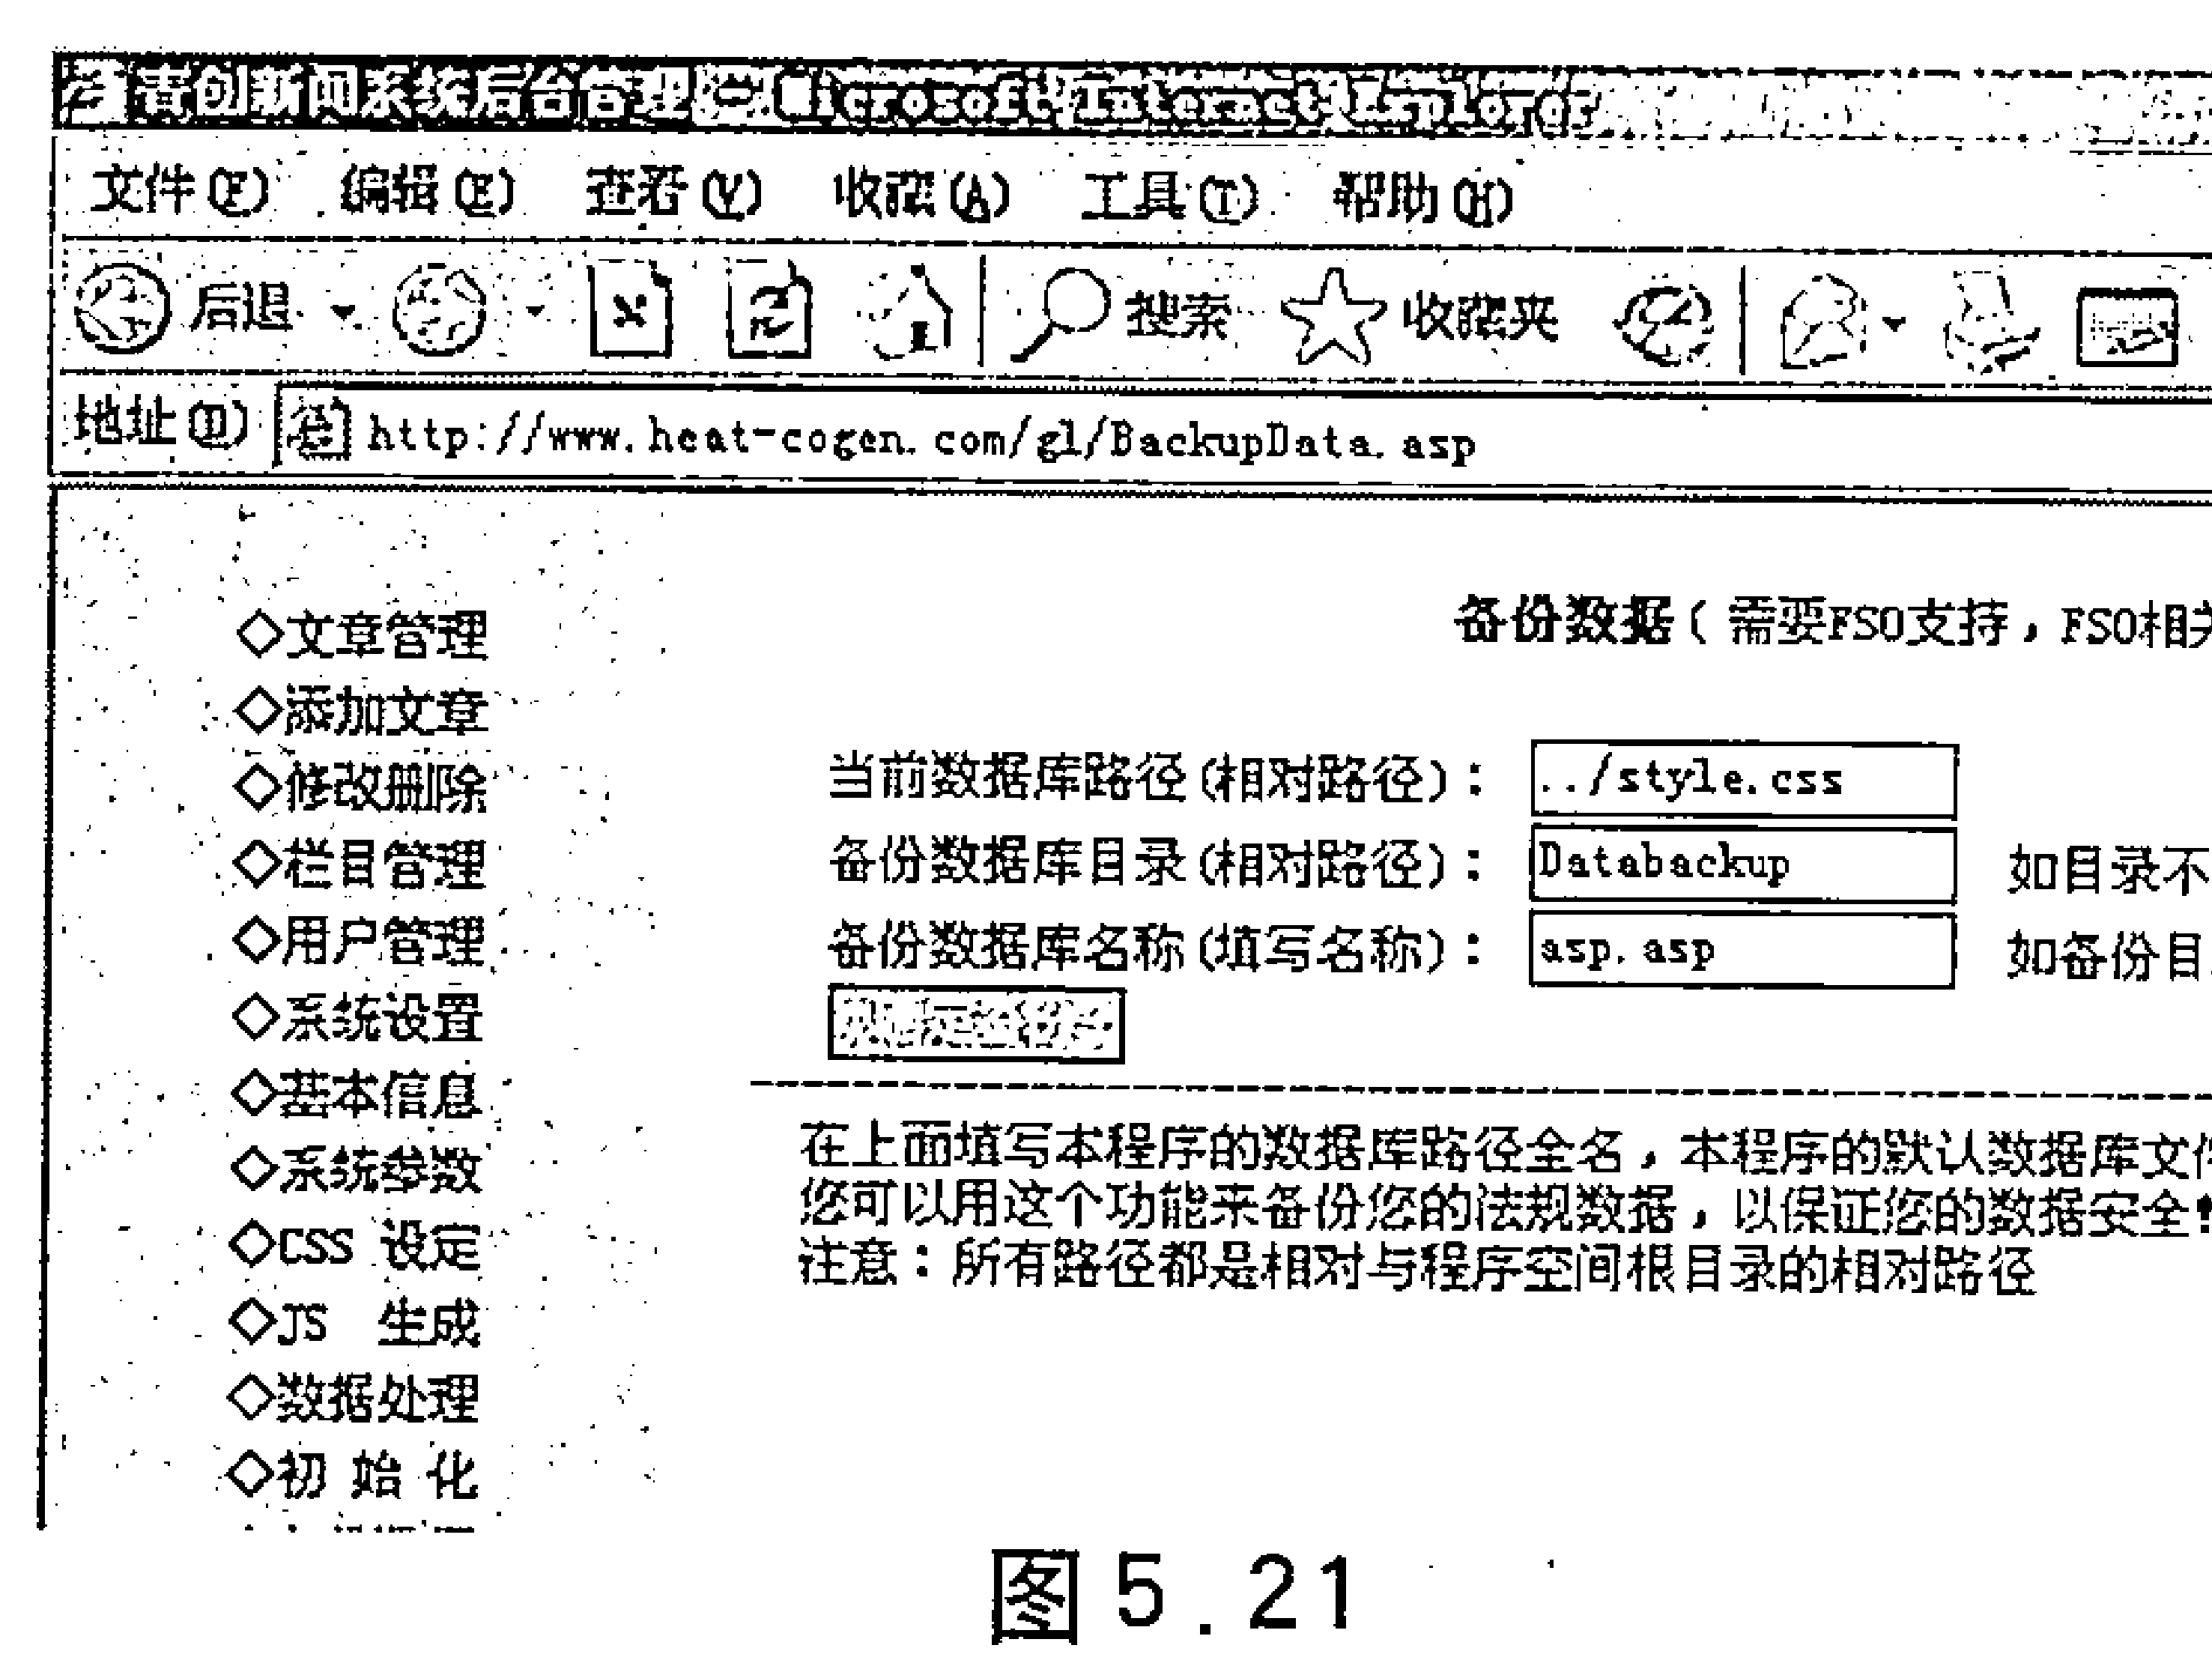 青创新闻系统后台管理 - Microsoft Internet Explorer
文件(F) 编辑(E) 查看(V) 收藏(A) 工具(T) 帮助(H)
后退 搜索 收藏夹
地址(D) http://www.heat-cogen.com/gl/BackupData.asp
备份数据( 需要FSO支持，FSO相关
◇文章管理
◇添加文章
◇修改删除
◇栏目管理
◇用户管理
◇系统设置
◇基本信息
◇系统参数
◇CSS 设定
◇JS 生成
◇数据处理
◇初 始 化
当前数据库路径(相对路径)： ../style.css
备份数据库目录(相对路径)： Databackup 如目录不
备份数据库名称(填写名称)： asp.asp 如备份目
在上面填写本程序的数据库路径全名，本程序的默认数据库文件
您可以用这个功能来备份您的法规数据，以保证您的数据安全！
注意：所有路径都是相对与程序空间根目录的相对路径
图 5.21